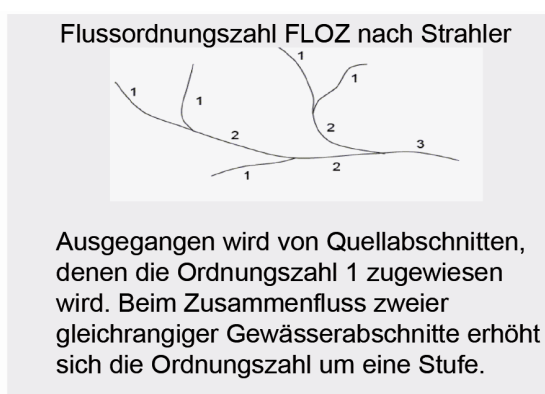 Flussordnungszahl FLOZ nach Strahler
1
1
1
1
2
2
3
2
1
Ausgegangen wird von Quellabschnitten,
denen die Ordnungszahl 1 zugewiesen
wird. Beim Zusammenfluss zweier
gleichrangiger Gewässerabschnitte erhöht
sich die Ordnungszahl um eine Stufe.